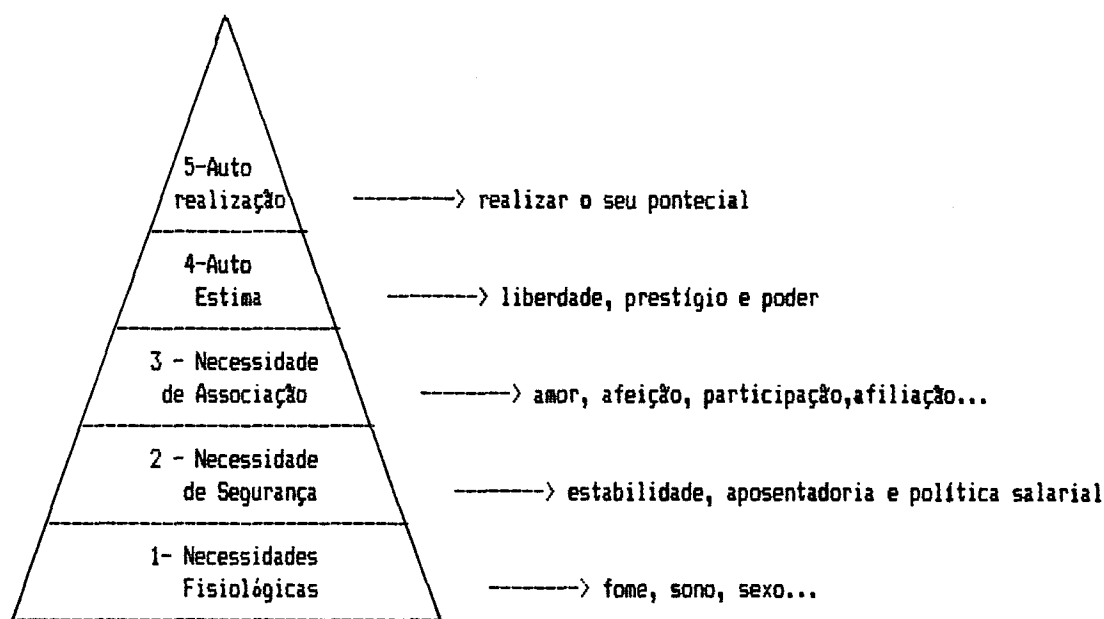 5-Auto
realização --------> realizar o seu pontecial
4-Auto
Estima -------> liberdade, prestígio e poder
3 - Necessidade
de Associação -------> amor, afeição, participação,afiliação...
2 - Necessidade
de Segurança -------> estabilidade, aposentadoria e política salarial
1- Necessidades
Fisiológicas -------> fome, sono, sexo...